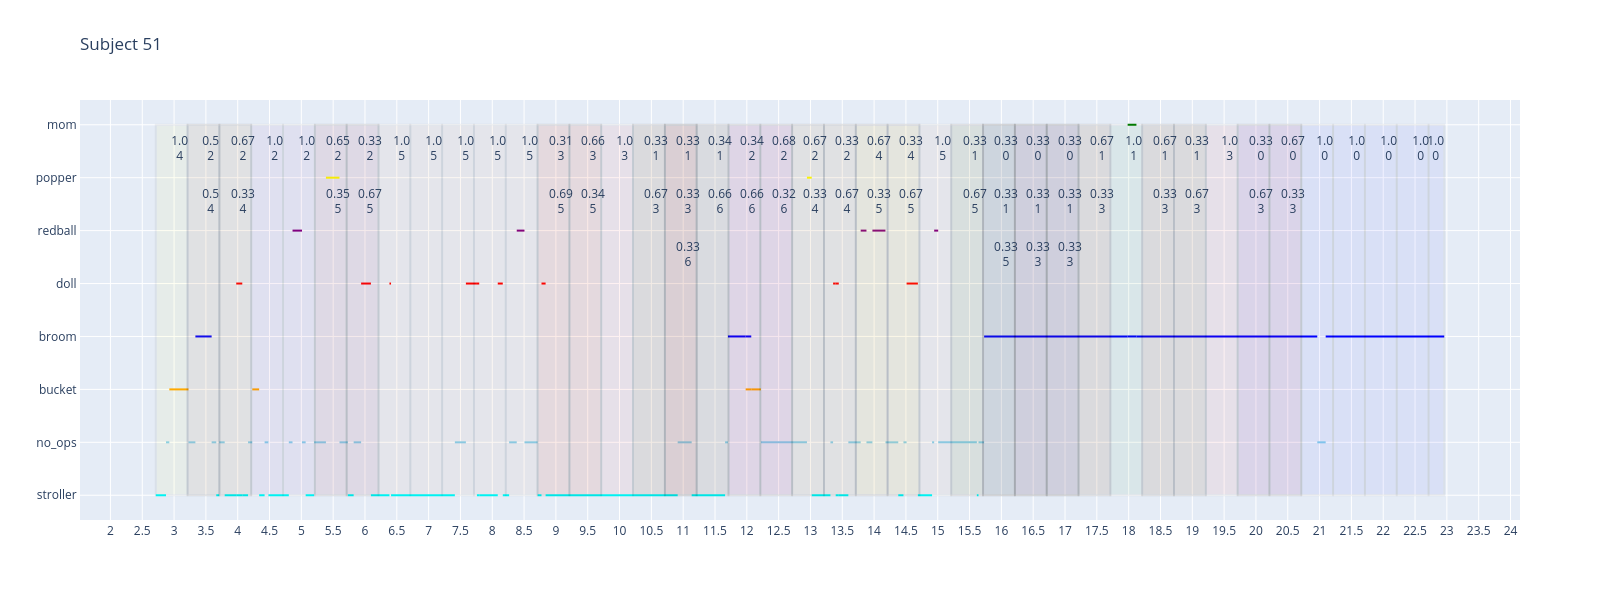 Subject 51
mom
1.0 0.5 0.67 1.0 1.0 0.65 0.33 1.0 1.0 1.0 1.0 1.0 0.31 0.66 1.0 0.33 0.33 0.34 0.34 0.68 0.67 0.33 0.67 0.33 1.0 0.33 0.33 0.33 0.33 0.67 1.0 0.67 0.33 1.0 0.33 0.67 1.0 1.0 1.0 1.0 1.0
4 2 2 2 2 2 2 5 5 5 5 5 3 3 3 1 1 1 2 2 2 2 4 4 5 1 0 0 0 1 1 1 1 3 0 0 0 0 0 0 0
popper
0.5 0.33 0.35 0.67 0.69 0.34 0.67 0.33 0.66 0.66 0.32 0.33 0.67 0.33 0.67 0.67 0.33 0.33 0.33 0.33 0.33 0.67 0.67 0.33
4 4 5 5 5 5 3 3 6 6 6 4 4 5 5 5 1 1 1 3 3 3 3 3
redball
0.33 0.33 0.33 0.33
6 5 3 3
doll
broom
bucket
no_ops
stroller
2 2.5 3 3.5 4 4.5 5 5.5 6 6.5 7 7.5 8 8.5 9 9.5 10 10.5 11 11.5 12 12.5 13 13.5 14 14.5 15 15.5 16 16.5 17 17.5 18 18.5 19 19.5 20 20.5 21 21.5 22 22.5 23 23.5 24